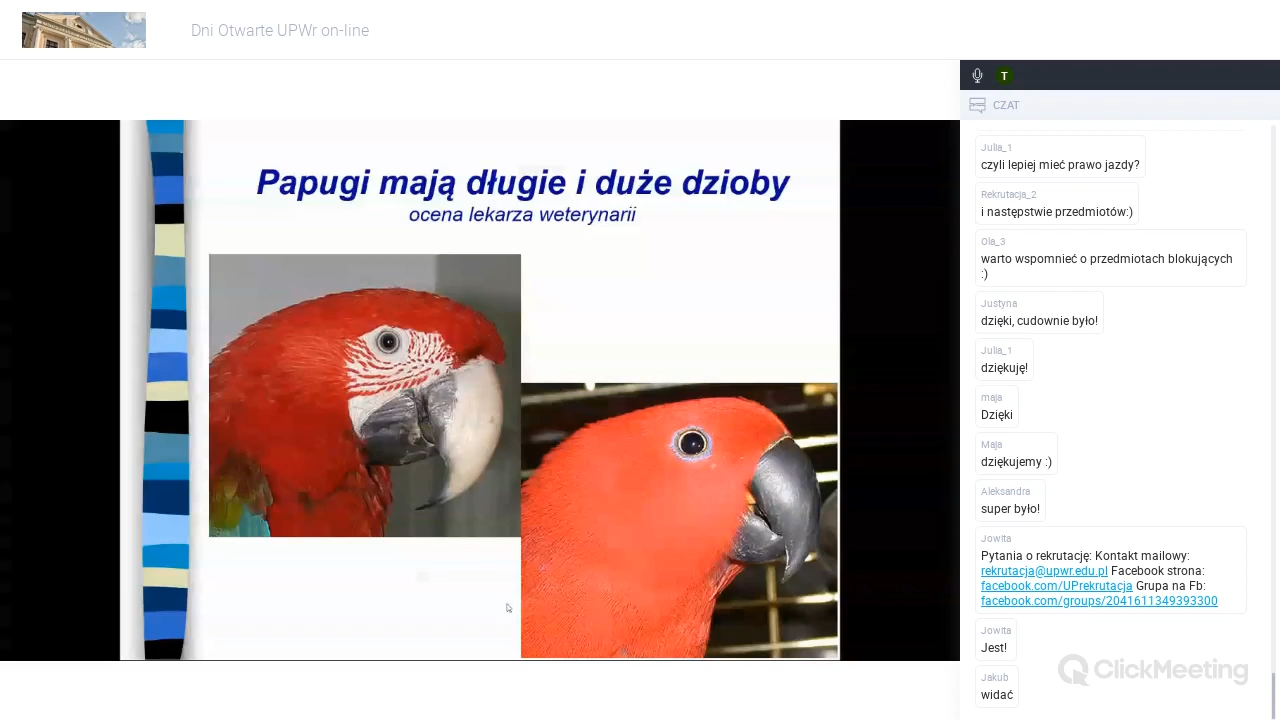 Dni Otwarte UPWr on-line
T
CZAT
Papugi mają długie i duże dzioby
ocena lekarza weterynarii
Julia_1
czyli lepiej mieć prawo jazdy?
Rekrutacja_2
i następstwie przedmiotów:)
Ola_3
warto wspomnieć o przedmiotach blokujących
:)
Justyna
dzięki, cudownie było!
Julia_1
dziękuję!
maja
Dzięki
Maja
dziękujemy :)
Aleksandra
super było!
Jowita
Pytania o rekrutację: Kontakt mailowy:
rekrutacja@upwr.edu.pl Facebook strona:
facebook.com/UPrekrutacja Grupa na Fb:
facebook.com/groups/2041611349393300
Jowita
Jest!
Jakub
widać
ClickMeeting